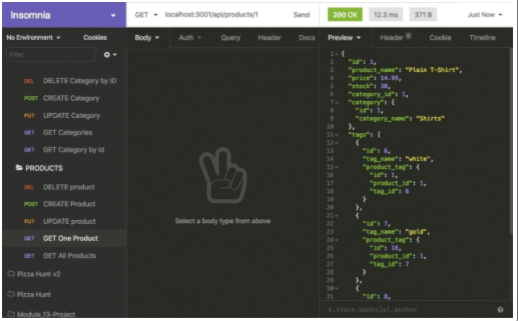 Insomnia
GET localhost:3001/api/products/1 Send
200 OK 12.3 ms 371 B Just Now
No Environment Cookies
Body Auth Query Header Docs
Preview Header 6 Cookie Timeline
Filter
DEL DELETE Category by ID
POST CREATE Category
PUT UPDATE Category
GET GET Categories
GET GET Category by id
PRODUCTS
DEL DELETE product
POST CREATE Product
PUT UPDATE product
GET GET One Product
GET GET All Products
Pizza Hunt v2
Pizza Hunt
Module_13-Project
Select a body type from above
1 {
2 "id": 1,
3 "product_name": "Plain T-Shirt",
4 "price": 14.99,
5 "stock": 30,
6 "category_id": 1,
7 "category": {
8 "id": 1,
9 "category_name": "Shirts"
10 },
11 "tags": [
12 {
13 "id": 6,
14 "tag_name": "white",
15 "product_tag": {
16 "id": 1,
17 "product_id": 1,
18 "tag_id": 6
19 }
20 },
21 {
22 "id": 7,
23 "tag_name": "gold",
24 "product_tag": {
25 "id": 16,
26 "product_id": 1,
27 "tag_id": 7
28 }
29 },
30 {
31 "id": 8,
$.store.books[*].author